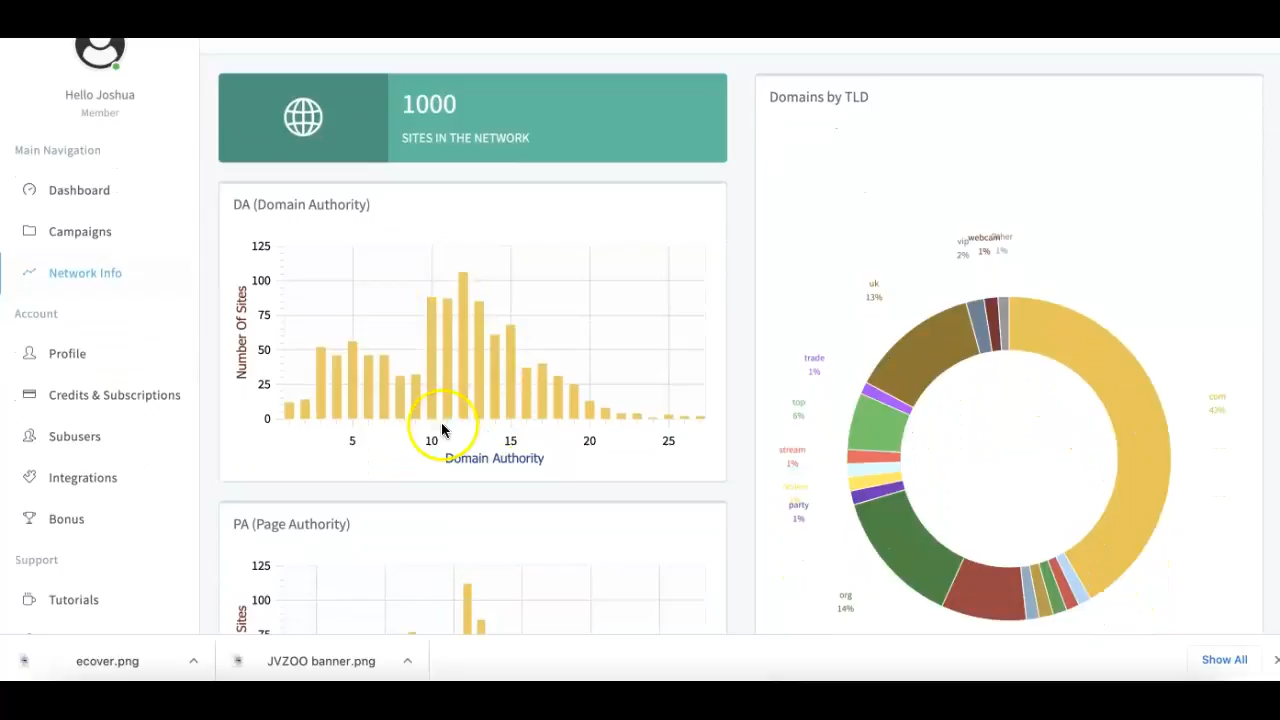 Hello Joshua
Member
Main Navigation
Dashboard
Campaigns
Network Info
Account
Profile
Credits & Subscriptions
Subusers
Integrations
Bonus
Support
Tutorials
1000
SITES IN THE NETWORK
DA (Domain Authority)
125
100
75
50
25
0
Number Of Sites
5 10 15 20 25
Domain Authority
PA (Page Authority)
125
100
75
Sites
Domains by TLD
vip
2%
webcam
1%
1%
uk
13%
trade
1%
top
6%
stream
1%
party
1%
org
14%
com
ecover.png
JVZOO banner.png
Show All